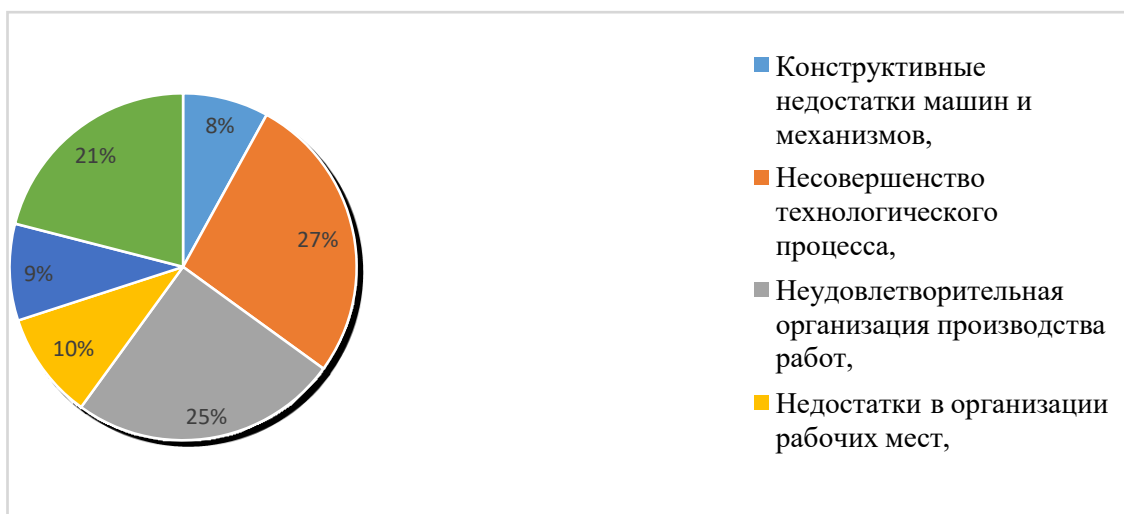 8%
27%
25%
10%
9%
21%
Конструктивные
недостатки машин и
механизмов,
Несовершенство
технологического
процесса,
Неудовлетворительная
организация производства
работ,
Недостатки в организации
рабочих мест,